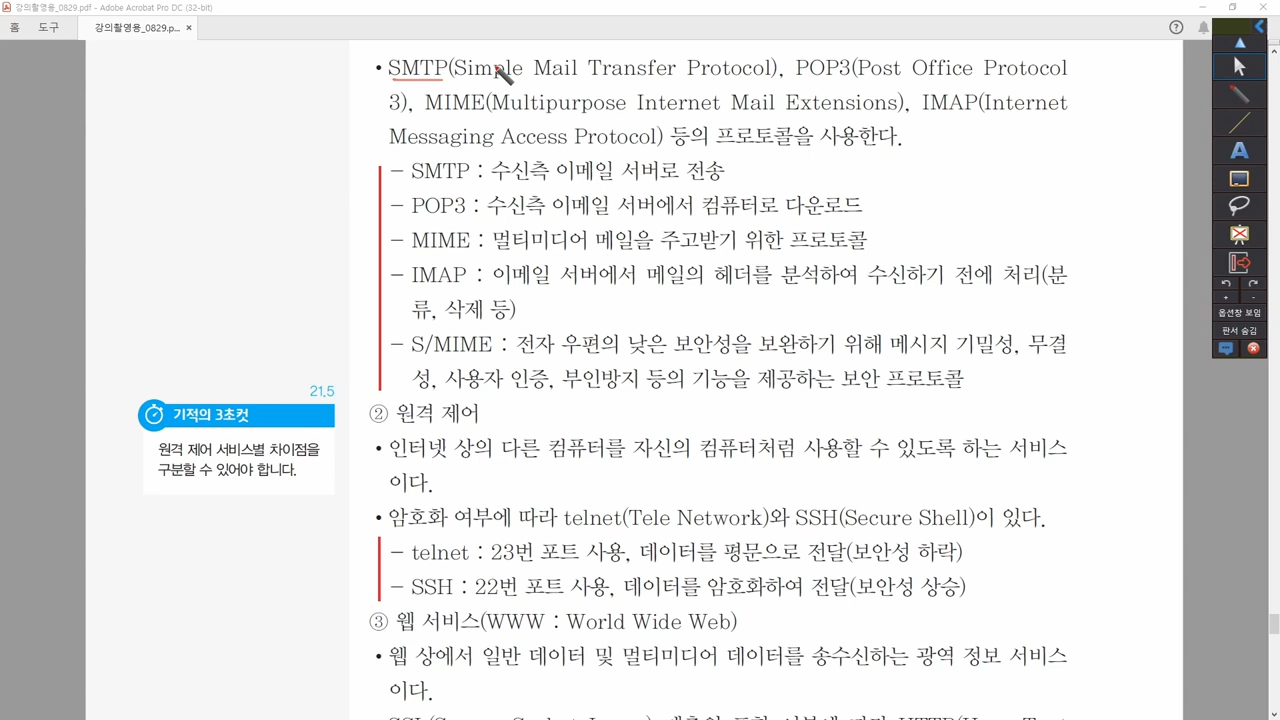 강의촬영용_0829.pdf - Adobe Acrobat Pro DC (32-bit)
홈 도구 강의촬영용_0829.p... ×
• SMTP(Simple Mail Transfer Protocol), POP3(Post Office Protocol
3), MIME(Multipurpose Internet Mail Extensions), IMAP(Internet
Messaging Access Protocol) 등의 프로토콜을 사용한다.
– SMTP : 수신측 이메일 서버로 전송
– POP3 : 수신측 이메일 서버에서 컴퓨터로 다운로드
– MIME : 멀티미디어 메일을 주고받기 위한 프로토콜
– IMAP : 이메일 서버에서 메일의 헤더를 분석하여 수신하기 전에 처리(분
류, 삭제 등)
– S/MIME : 전자 우편의 낮은 보안성을 보완하기 위해 메시지 기밀성, 무결
성, 사용자 인증, 부인방지 등의 기능을 제공하는 보안 프로토콜
21.5
기적의 3초컷
원격 제어 서비스별 차이점을
구분할 수 있어야 합니다.
② 원격 제어
• 인터넷 상의 다른 컴퓨터를 자신의 컴퓨터처럼 사용할 수 있도록 하는 서비스
이다.
• 암호화 여부에 따라 telnet(Tele Network)와 SSH(Secure Shell)이 있다.
– telnet : 23번 포트 사용, 데이터를 평문으로 전달(보안성 하락)
– SSH : 22번 포트 사용, 데이터를 암호화하여 전달(보안성 상승)
③ 웹 서비스(WWW : World Wide Web)
• 웹 상에서 일반 데이터 및 멀티미디어 데이터를 송수신하는 광역 정보 서비스
이다.
A
옵션창 보임
판서 숨김